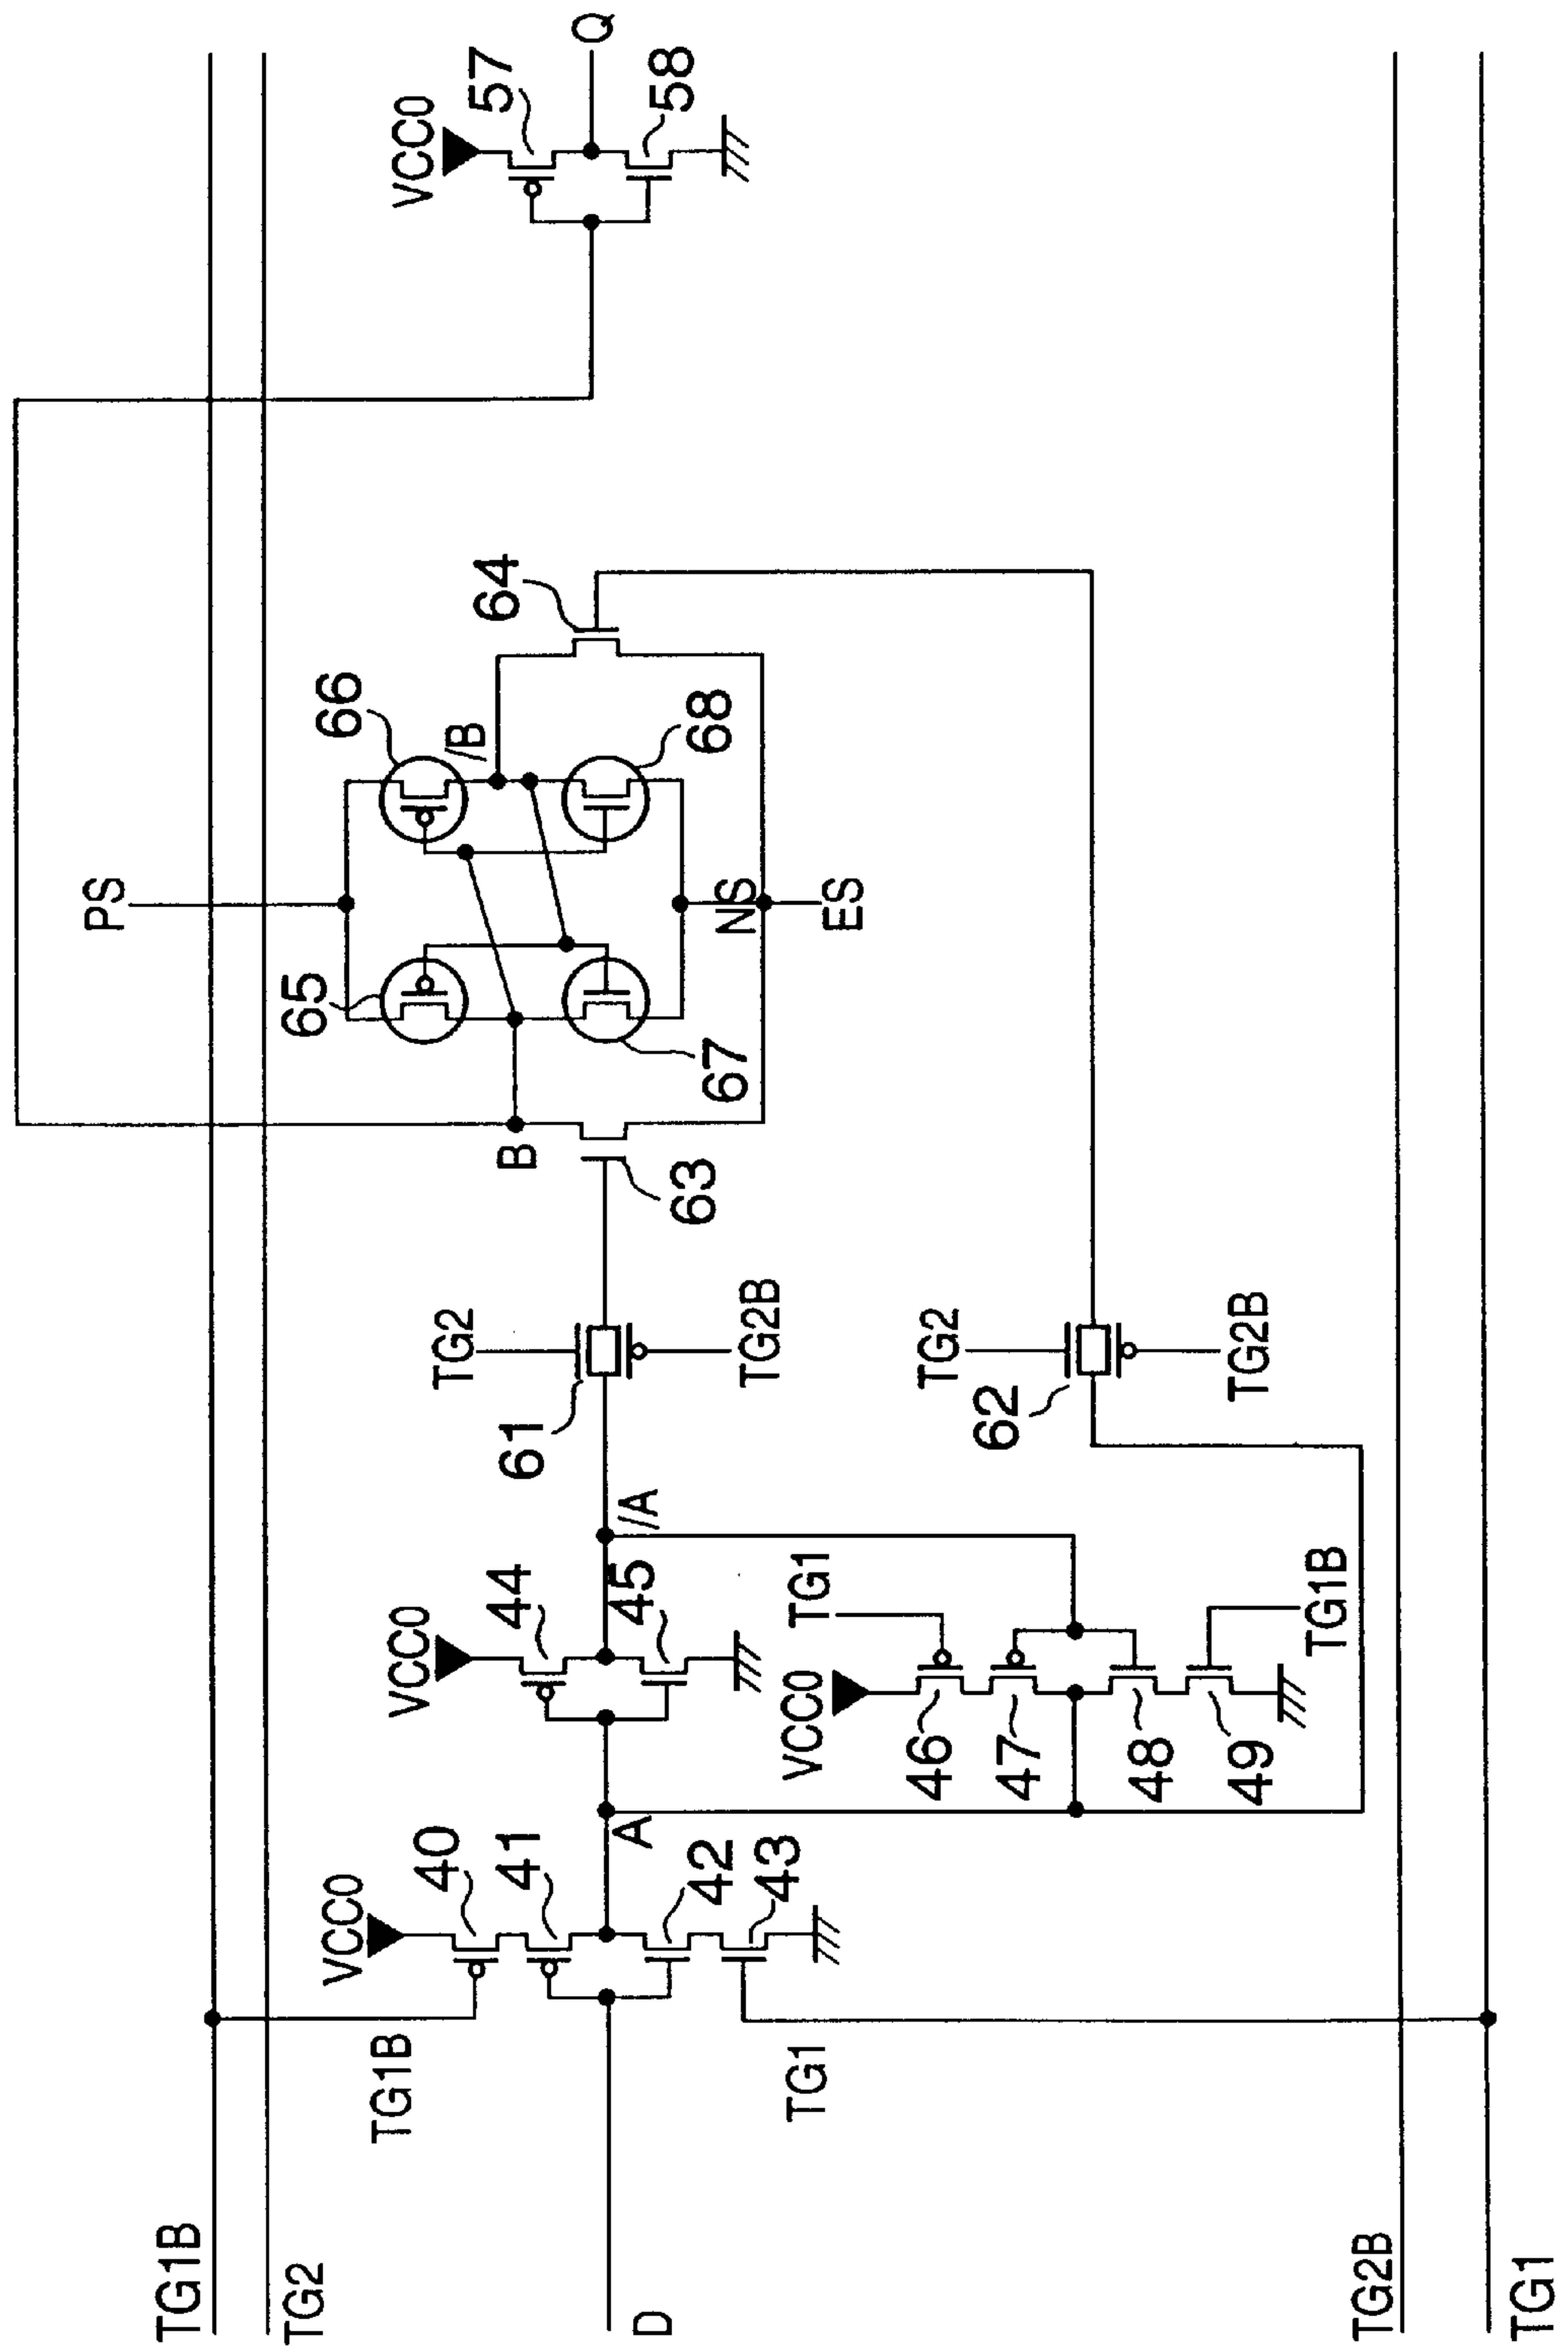 TG1B
TG2
PS
VCC0
57
Q
58
66
/B
64
65
68
67
NS
ES
B
63
TG2
61
TG2B
TG2
62
TG2B
VCC0
44
/A
45
TG1
VCC0
46
47
48
49
TG1B
VCC0
40
41
A
42
43
TG1B
TG1
D
TG2B
TG1